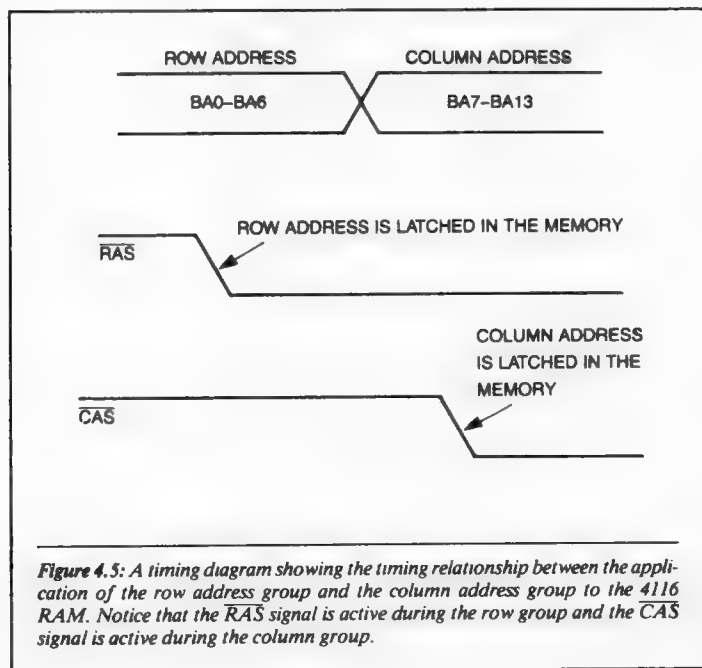 ROW ADDRESS COLUMN ADDRESS
BA0–BA6 BA7–BA13
ROW ADDRESS IS LATCHED IN THE MEMORY
RAS
COLUMN ADDRESS
IS LATCHED IN THE
MEMORY
CAS
Figure 4.5: A timing diagram showing the timing relationship between the appli-
cation of the row address group and the column address group to the 4116
RAM. Notice that the RAS signal is active during the row group and the CAS
signal is active during the column group.